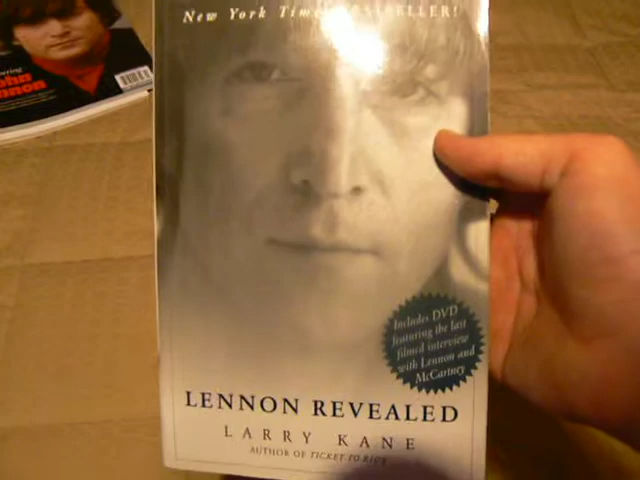 New York Times BESTSELLER!
Includes DVD
featuring the last
filmed interview
with Lennon and
McCartney
LENNON REVEALED
LARRY KANE
AUTHOR OF TICKET TO RIDE